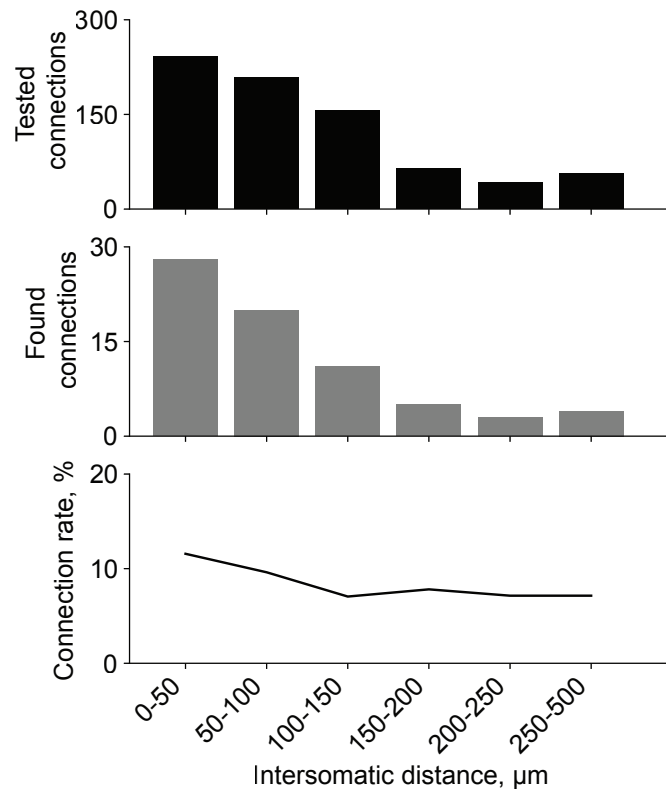 Tested
connections
300
150
0
Found
connections
30
15
0
Connection rate, %
20
10
0
0-50
50-100
100-150
150-200
200-250
250-500
Intersomatic distance, µm